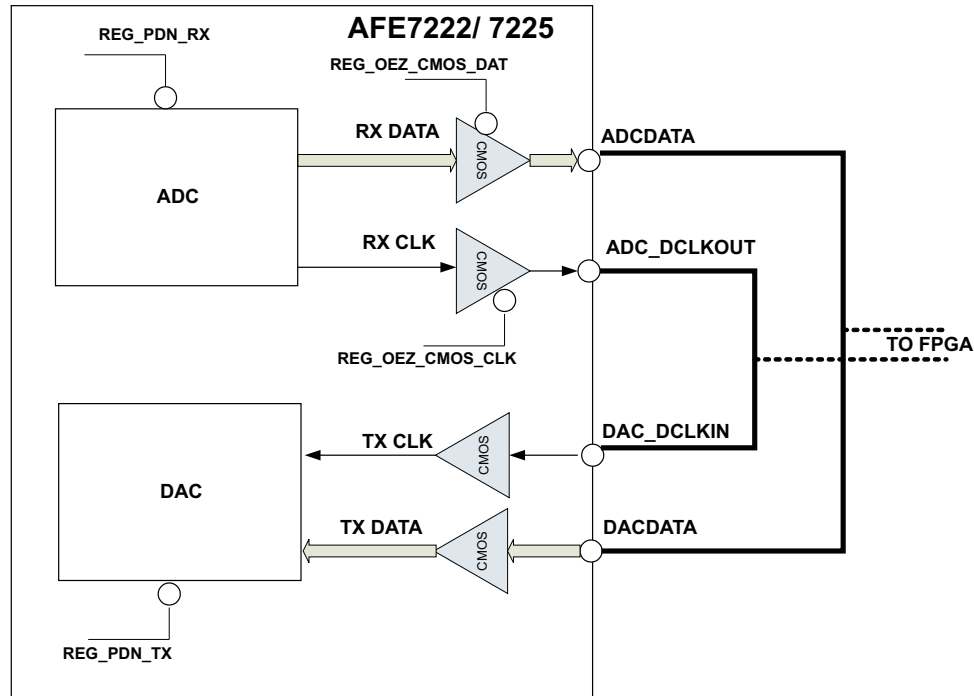 AFE7222/ 7225
REG_PDN_RX
REG_OEZ_CMOS_DAT
RX DATA
CMOS
ADCDATA
ADC
RX CLK
CMOS
ADC_DCLKOUT
REG_OEZ_CMOS_CLK
TO FPGA
DAC
TX CLK
CMOS
DAC_DCLKIN
TX DATA
CMOS
DACDATA
REG_PDN_TX